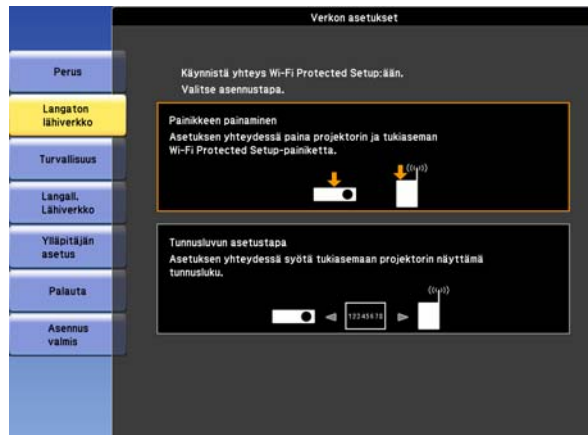 Verkon asetukset
Perus
Langaton
lähiverkko
Turvallisuus
Langall.
Lähiverkko
Ylläpitäjän
asetus
Palauta
Asennus
valmis
Käynnistä yhteys Wi-Fi Protected Setup:ään.
Valitse asennustapa.
Painikkeen painaminen
Asetuksen yhteydessä paina projektorin ja tukiaseman
Wi-Fi Protected Setup-painiketta.
Tunnusluvun asetustapa
Asetuksen yhteydessä syötä tukiasemaan projektorin näyttämä
tunnusluku.
12345678